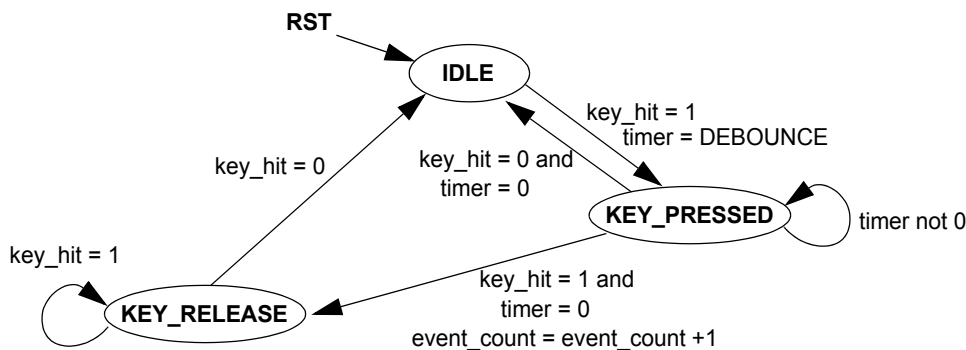 RST
IDLE
key_hit = 1
timer = DEBOUNCE
key_hit = 0
key_hit = 0 and
timer = 0
KEY_PRESSED
timer not 0
key_hit = 1
key_hit = 1 and
timer = 0
event_count = event_count +1
KEY_RELEASE